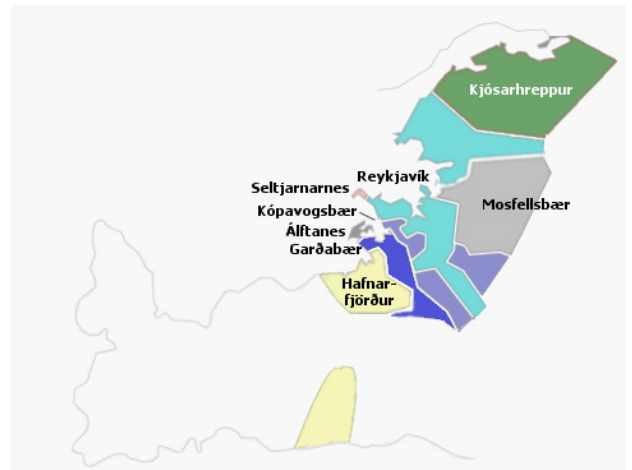 Kjósarhreppur
Reykjavík
Seltjarnarnes
Mosfellsbær
Kópavogsbær
Álftanes
Garðabær
Hafnar-
fjörður